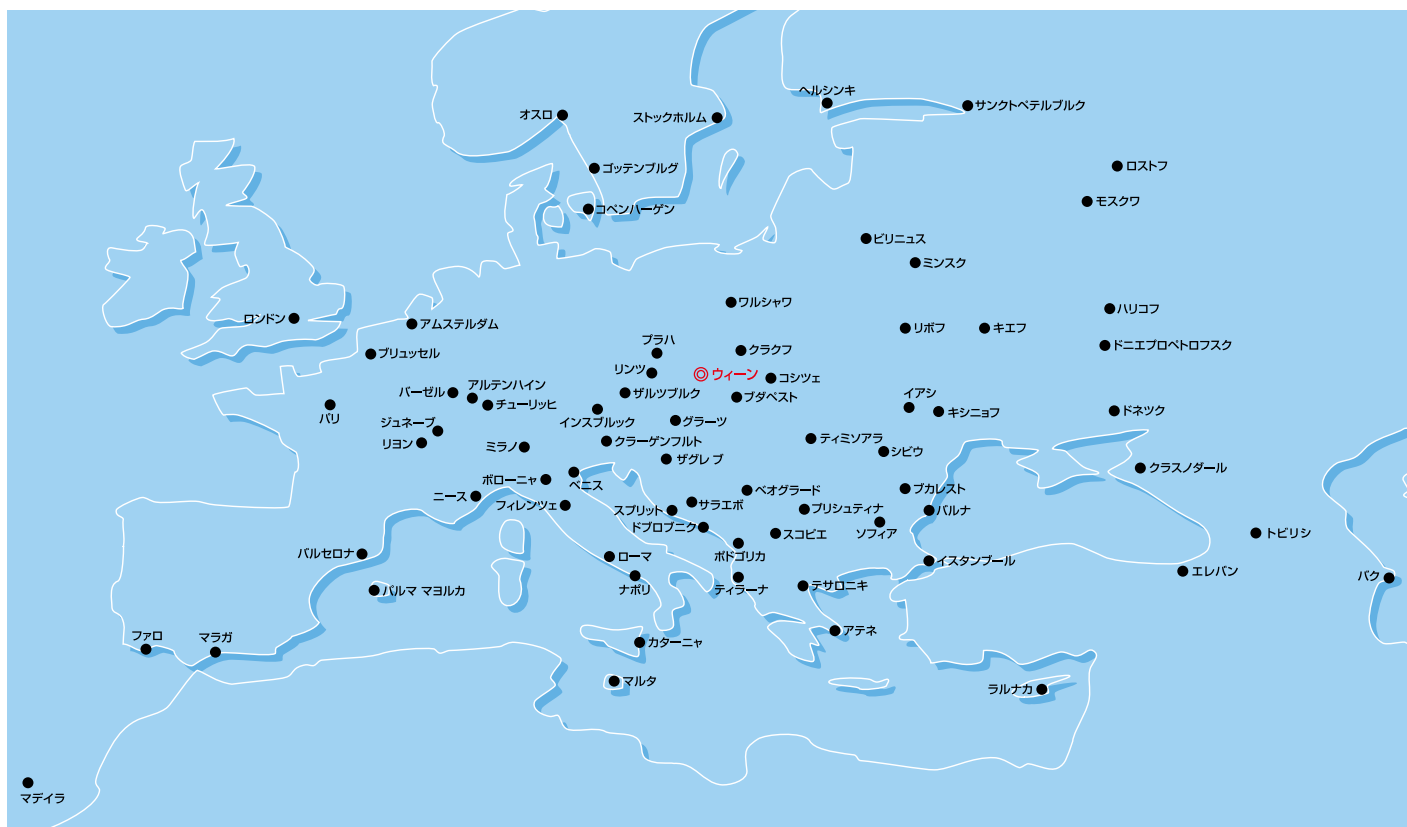 ヘルシンキ
サンクトペテルブルク
オスロ
ストックホルム
ゴッテンブルグ
ロストフ
モスクワ
コペンハーゲン
ビリニュス
ミンスク
ワルシャワ
ハリコフ
ロンドン
アムステルダム
リボフ
キエフ
プラハ
クラクフ
ドニエプロペトロフスク
ブリュッセル
リンツ
ウィーン
コシツェ
アルテンハイン
バーゼル
ザルツブルク
ブダペスト
イアシ
パリ
チューリッヒ
キシニョフ
ドネツク
ジュネーブ
インスブルック
グラーツ
リヨン
ミラノ
クラーゲンフルト
ティミソアラ
シビウ
ザグレブ
クラスノダール
ボローニャ
ベニス
ニース
ベオグラード
ブカレスト
フィレンツェ
スプリット
サラエボ
プリシュティナ
バルナ
ドブロブニク
スコピエ
ソフィア
トビリシ
バルセロナ
ローマ
ポドゴリカ
イスタンブール
エレバン
バク
パルマ マヨルカ
ナポリ
ティラーナ
テサロニキ
ファロ
マラガ
カターニャ
アテネ
マルタ
ラルナカ
マデイラ